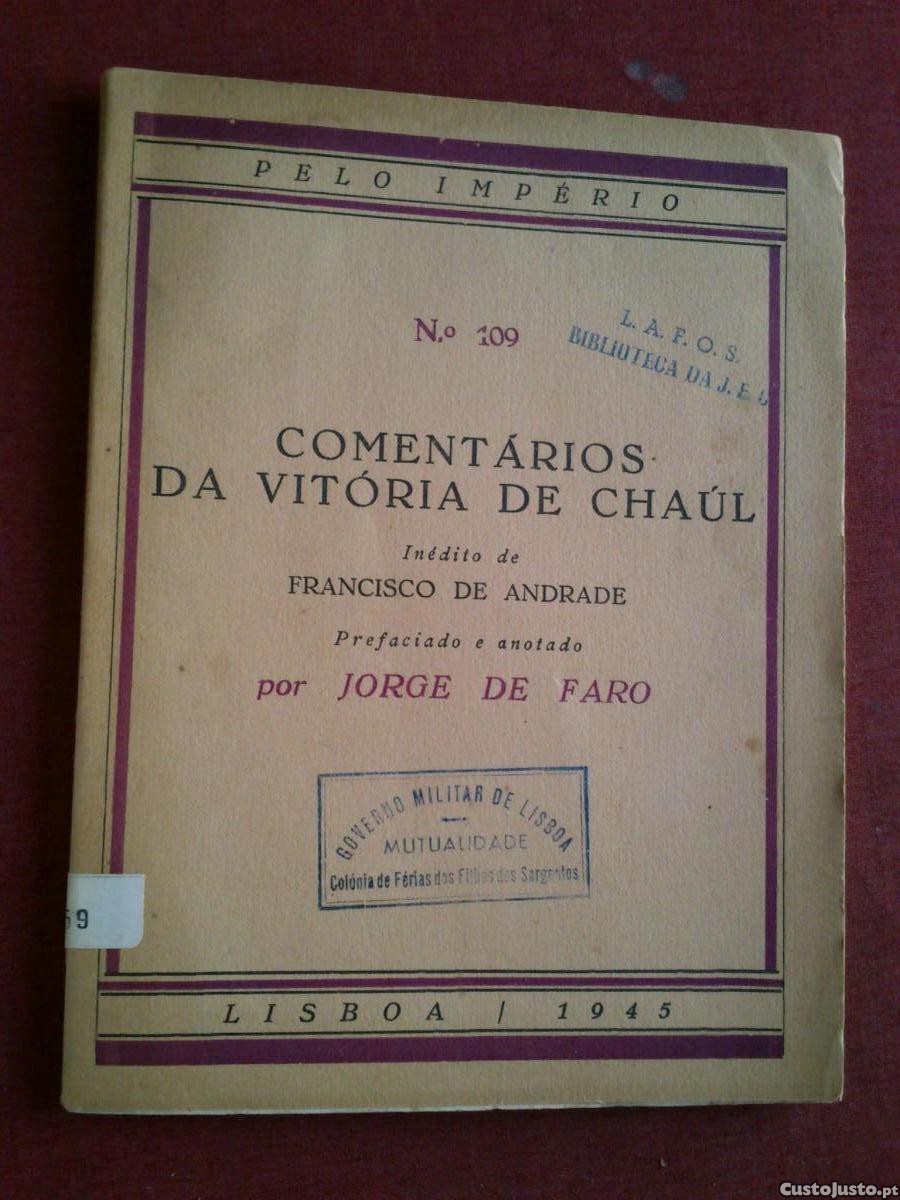 PELO IMPÉRIO
N.º 109
L. A. F. O. S.
BIBLIOTECA DA J. E.
COMENTÁRIOS
DA VITÓRIA DE CHAÚL
Inédito de
FRANCISCO DE ANDRADE
Prefaciado e anotado
por JORGE DE FARO
GOVERNO MILITAR DE LISBOA
MUTUALIDADE
Colónia de Férias dos Filhos dos Sargentos
59
LISBOA / 1945
CustoJusto.pt